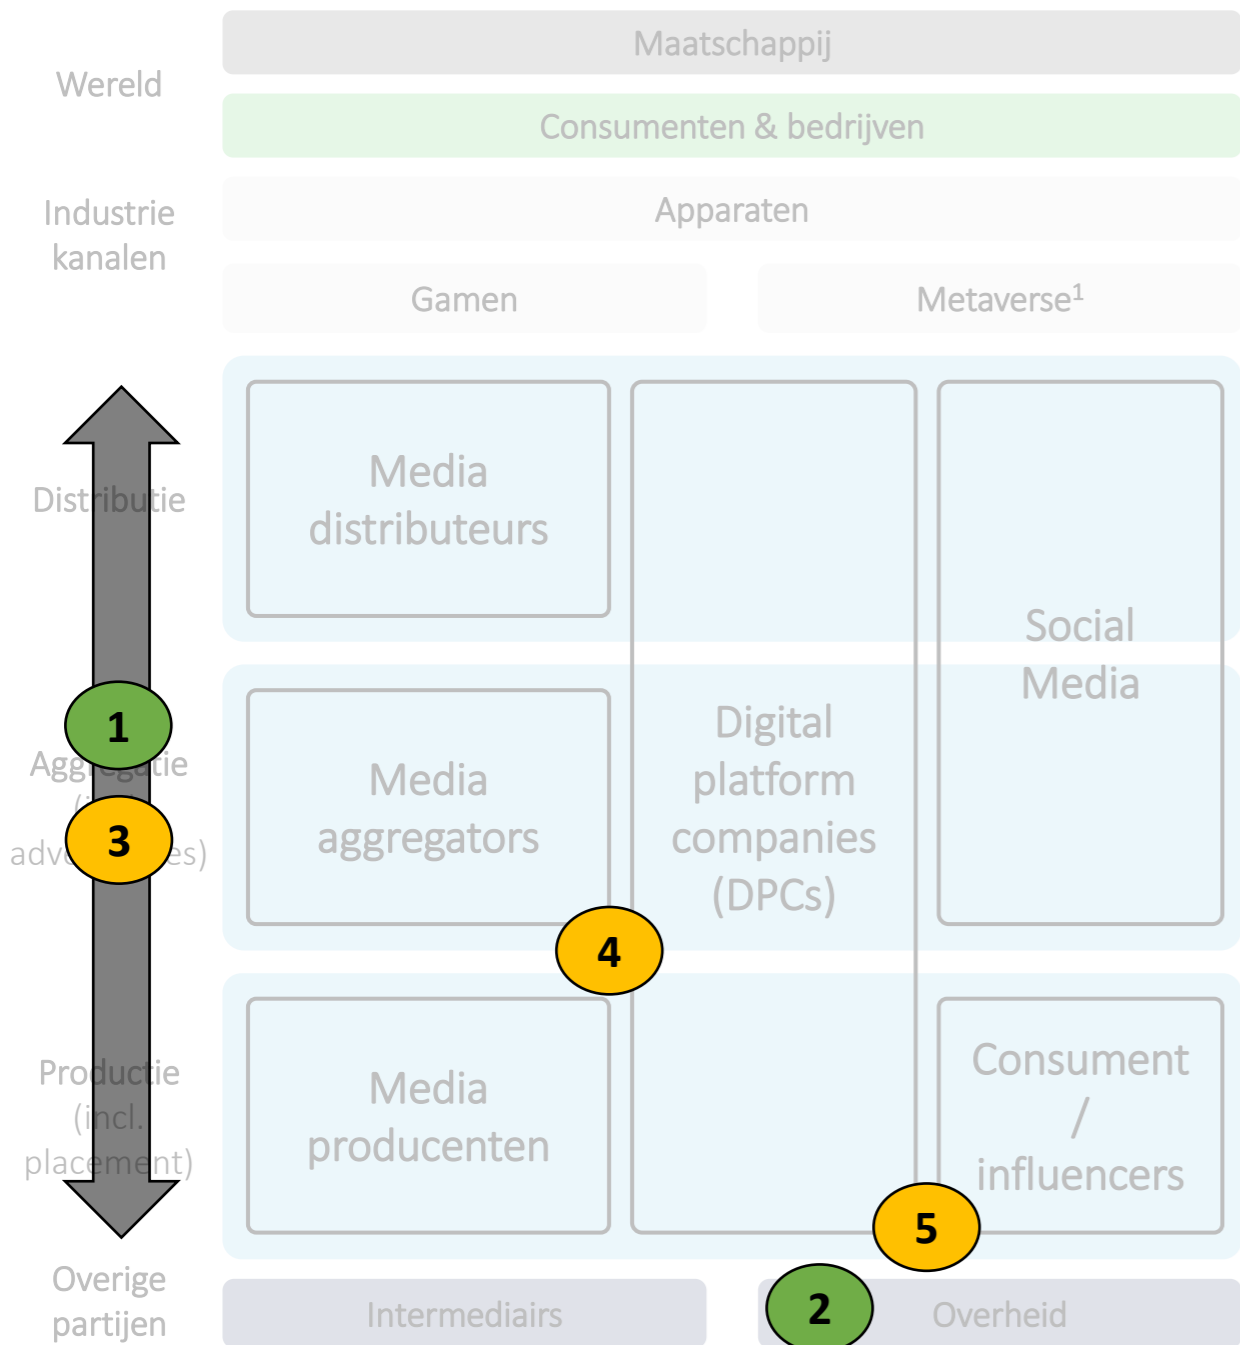 Maatschappij
Wereld
Consumenten & bedrijven
Industrie
kanalen
Apparaten
Gamen
Metaverse¹
Distributie
Media
distributeurs
Social
Media
1
Aggregatie
3
Media
aggregators
Digital
platform
companies
(DPCs)
4
Productie
(incl.
placement)
Media
producenten
Consument
/
influencers
5
Overige
partijen
Intermediairs
2
Overheid